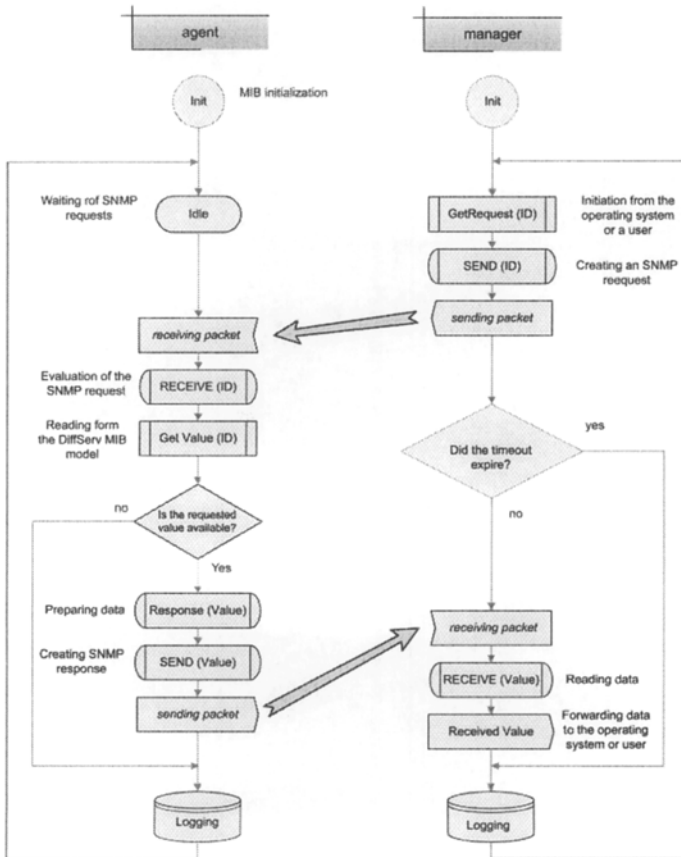 agent
manager
Init
MIB initialization
Init
Waiting rof SNMP
requests
Idle
GetRequest (ID)
Initiation from the
operating system
or a user
SEND (ID)
Creating an SNMP
reequest
receiving packet
sending packet
Evaluation of the
SNMP request
RECEIVE (ID)
Reading form
the DiffServ MIB
model
Get Value (ID)
Did the timeout
expire?
yes
no
Is the requested
value available?
no
Yes
Preparing data
Response (Value)
receiving packet
Creating SNMP
response
SEND (Value)
RECEIVE (Value)
Reading data
sending packet
Received Value
Forwarding data
to the operating
system or user
Logging
Logging